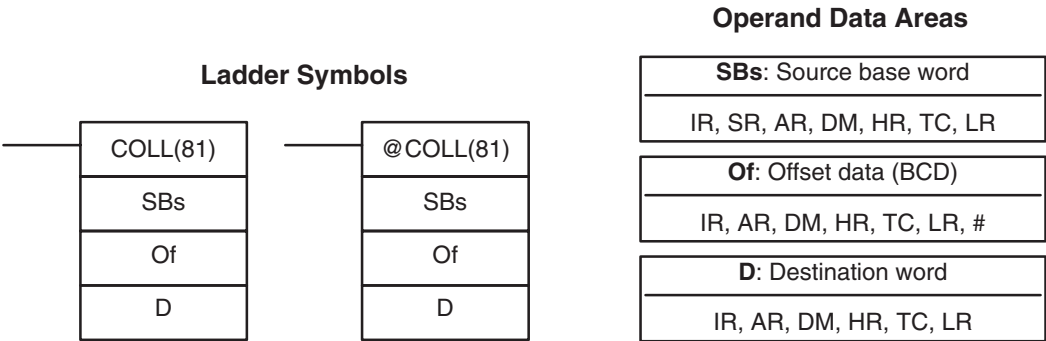 Ladder Symbols
COLL(81)
SBs
Of
D
@COLL(81)
SBs
Of
D
Operand Data Areas
SBs: Source base word
IR, SR, AR, DM, HR, TC, LR
Of: Offset data (BCD)
IR, AR, DM, HR, TC, LR, #
D: Destination word
IR, AR, DM, HR, TC, LR